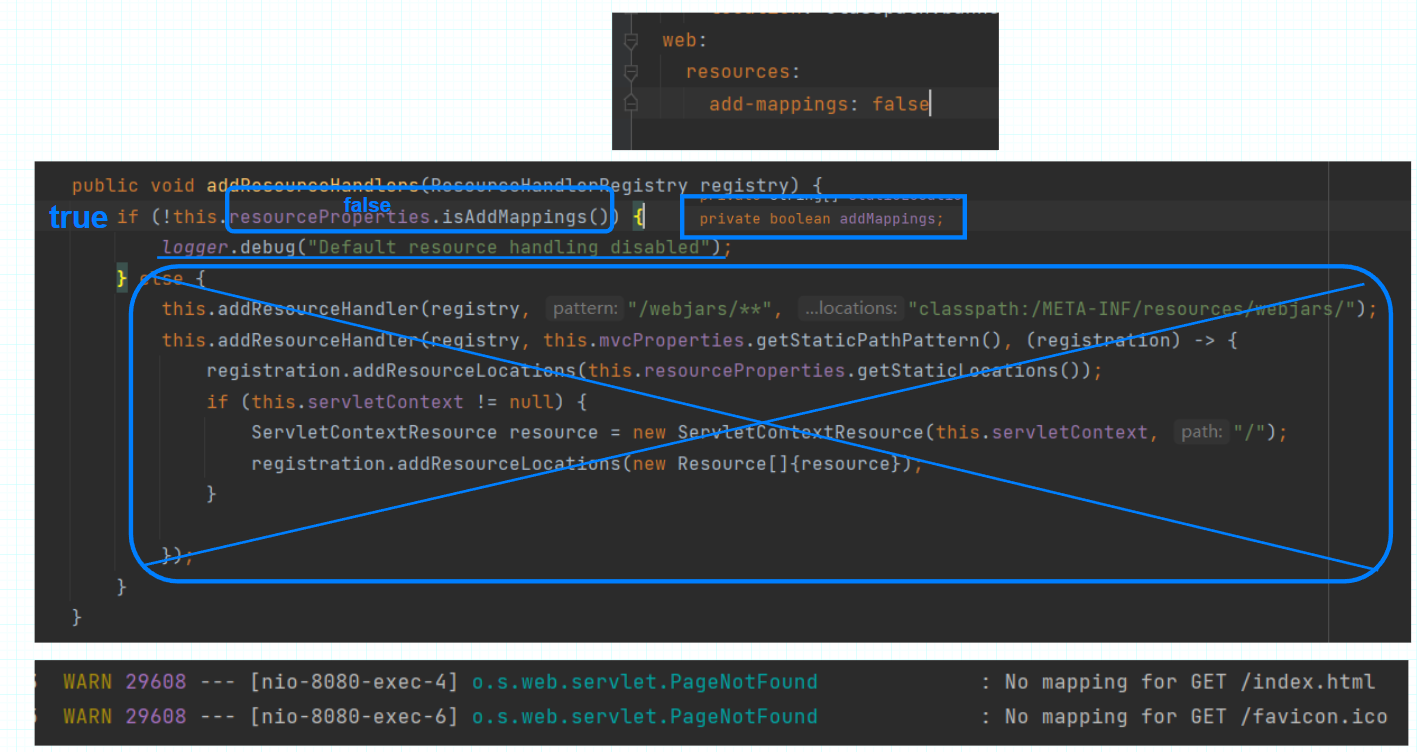 web:
resources:
add-mappings: false
public void addResourceHandlers(ResourceHandlerRegistry registry) {
false
true if (!this.resourceProperties.isAddMappings()) { private boolean addMappings;
logger.debug("Default resource handling disabled");
} else {
this.addResourceHandler(registry, pattern: "/webjars/**", ...locations: "classpath:/META-INF/resources/webjars/");
this.addResourceHandler(registry, this.mvcProperties.getStaticPathPattern(), (registration) -> {
registration.addResourceLocations(this.resourceProperties.getStaticLocations());
if (this.servletContext != null) {
ServletContextResource resource = new ServletContextResource(this.servletContext, path: "/");
registration.addResourceLocations(new Resource[]{resource});
}
});
}
}
WARN 29608 --- [nio-8080-exec-4] o.s.web.servlet.PageNotFound : No mapping for GET /index.html
WARN 29608 --- [nio-8080-exec-6] o.s.web.servlet.PageNotFound : No mapping for GET /favicon.ico